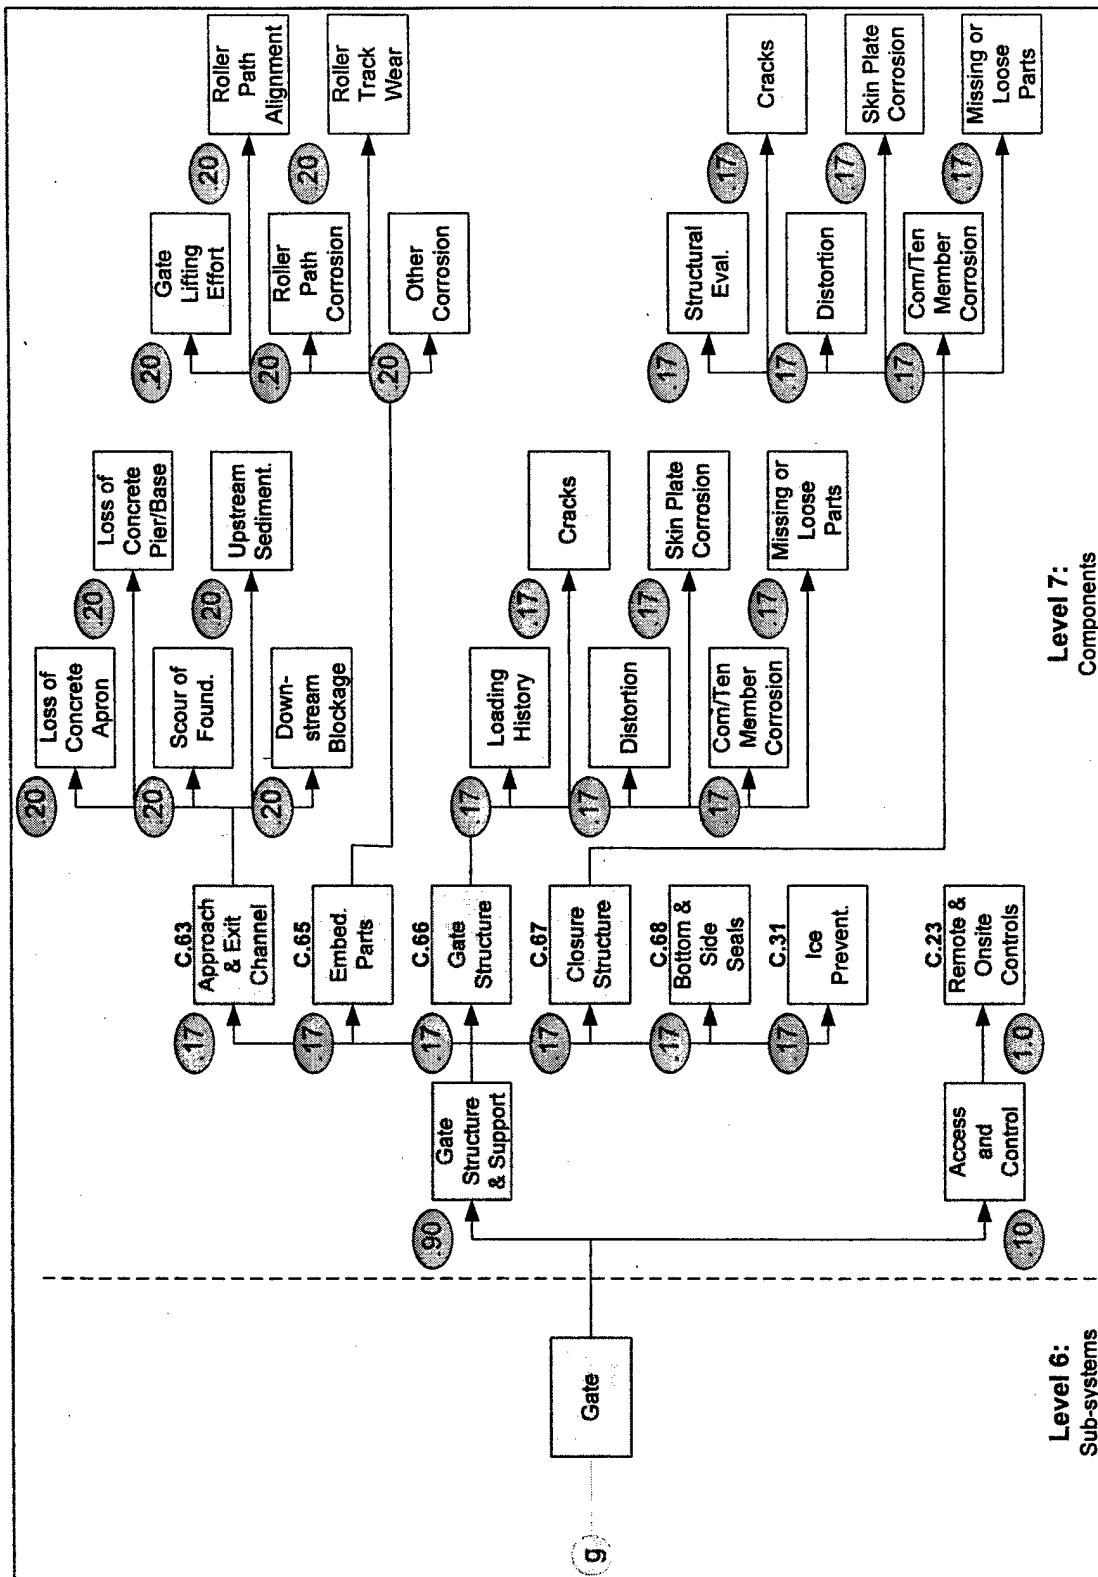 g
Gate
.90
Gate
Structure
& Support
.10
Access
and
Control
.17
C.63
Approach
& Exit
Channel
.17
C.65
Embed.
Parts
.17
C.66
Gate
Structure
.17
C.67
Closure
Structure
.17
C.68
Bottom &
Side
Seals
.17
C.31
Ice
Prevent.
1.0
C.23
Remote &
Onsite
Controls
.20
Loss of
Concrete
Apron
.20
Loss of
Concrete
Pier/Base
.20
Scour of
Found.
.20
Upstream
Sediment.
.20
Down-
stream
Blockage
.17
Loading
History
.17
Cracks
.17
Distortion
.17
Skin Plate
Corrosion
.17
Com/Ten
Member
Corrosion
.17
Missing or
Loose
Parts
.20
Gate
Lifting
Effort
.20
Roller
Path
Alignment
.20
Roller
Path
Corrosion
.20
Roller
Track
Wear
.20
Other
Corrosion
.17
Structural
Eval.
.17
Cracks
.17
Distortion
.17
Skin Plate
Corrosion
.17
Com/Ten
Member
Corrosion
.17
Missing or
Loose
Parts
Level 6:
Sub-systems
Level 7:
Components